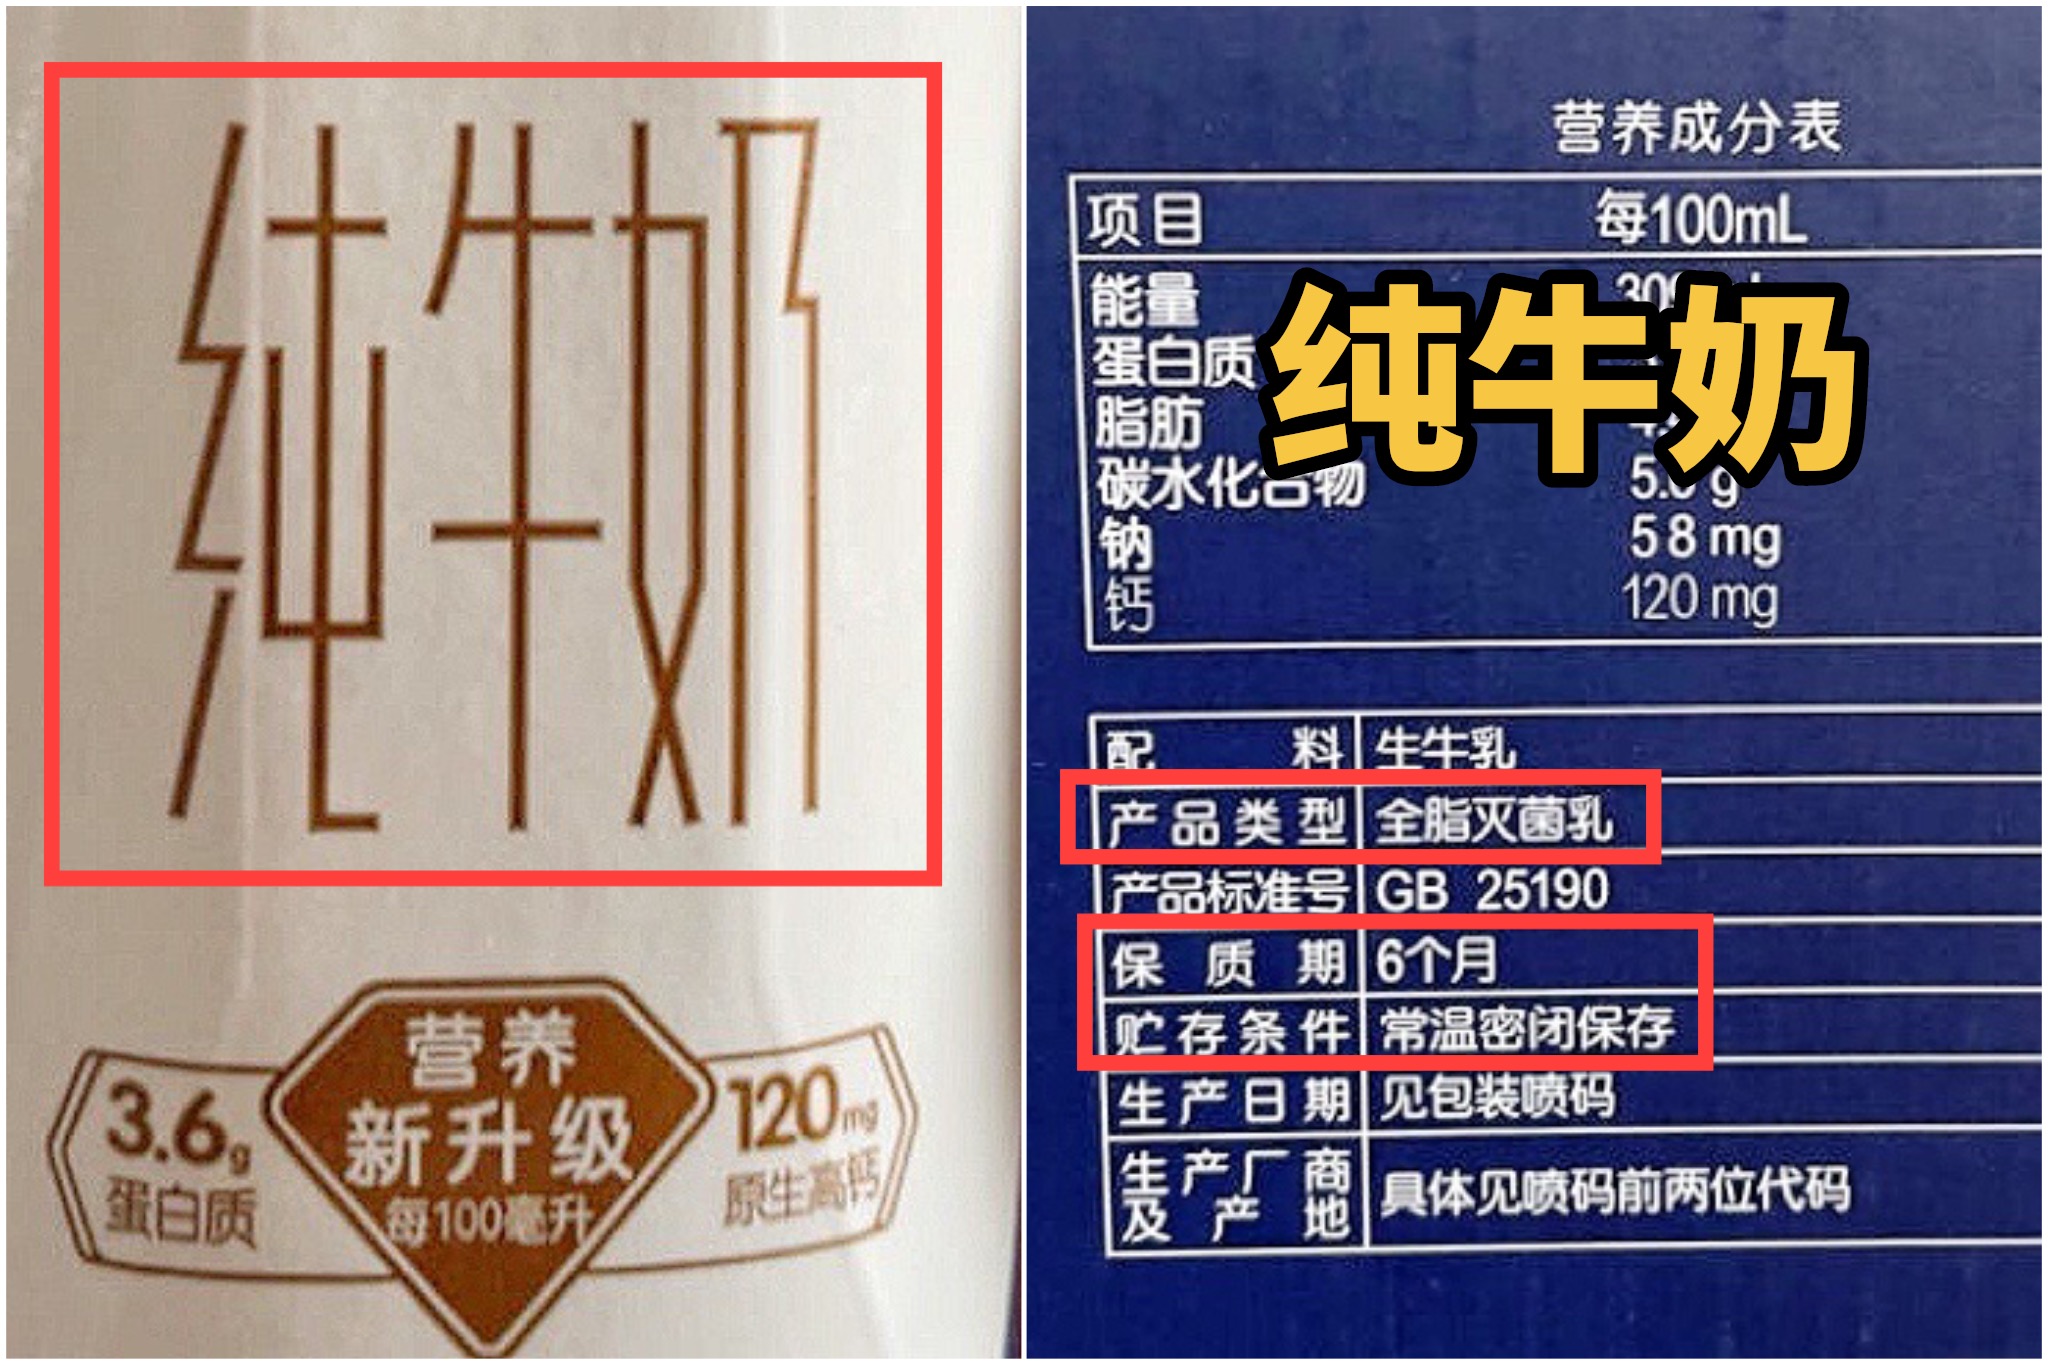 纯牛奶
营养
新升级
每100毫升
3.6g
蛋白质
120mg
原生高钙
营养成分表
项目 每100mL
能量
蛋白质
脂肪
碳水化合物
纯牛奶
钠 58 mg
钙 120 mg
配料 生牛乳
产品类型 全脂灭菌乳
产品标准号 GB 25190
保质期 6个月
贮存条件 常温密闭保存
生产日期 见包装喷码
生产厂商及产地 具体见喷码前两位代码